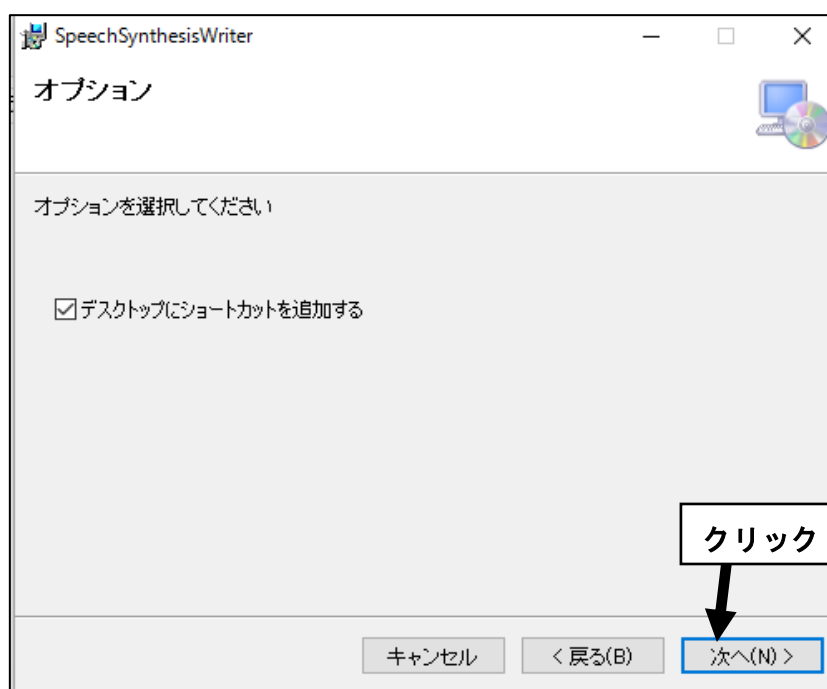 SpeechSynthesisWriter
オプション
オプションを選択してください
デスクトップにショートカットを追加する
クリック
キャンセル
< 戻る(B)
次へ(N) >